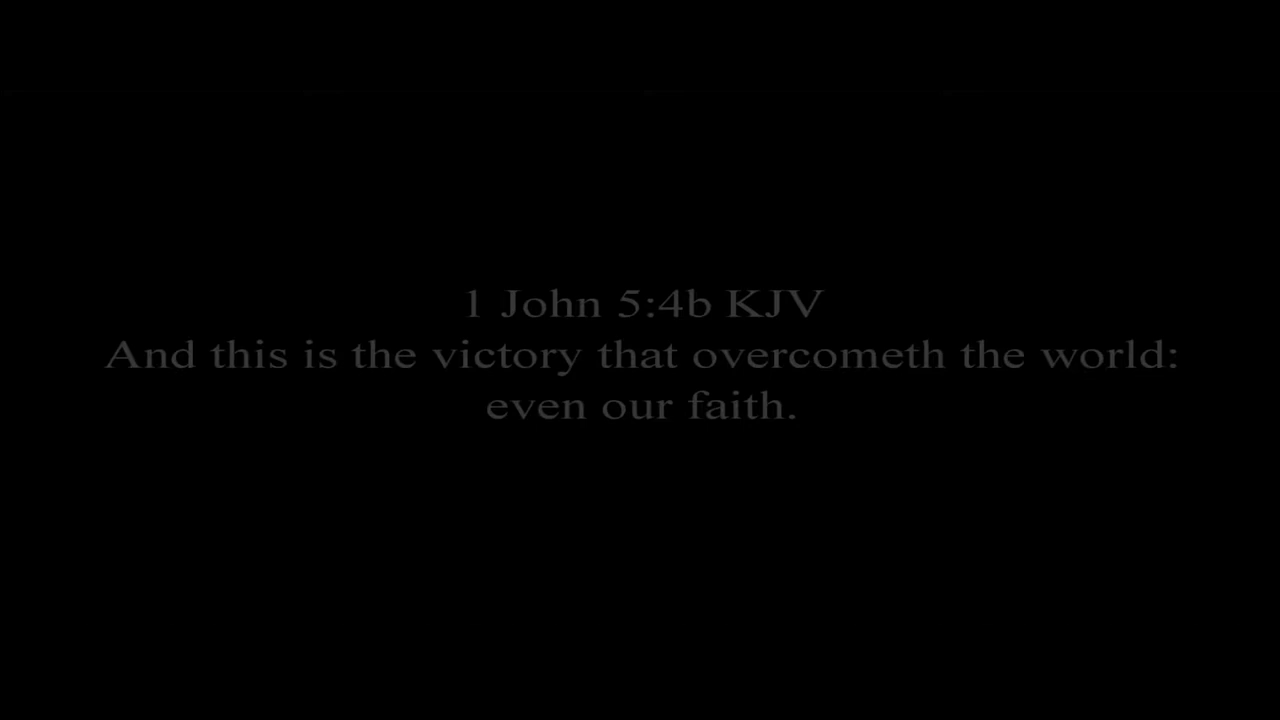 1 John 5:4b KJV
And this is the victory that overcometh the world:
even our faith.